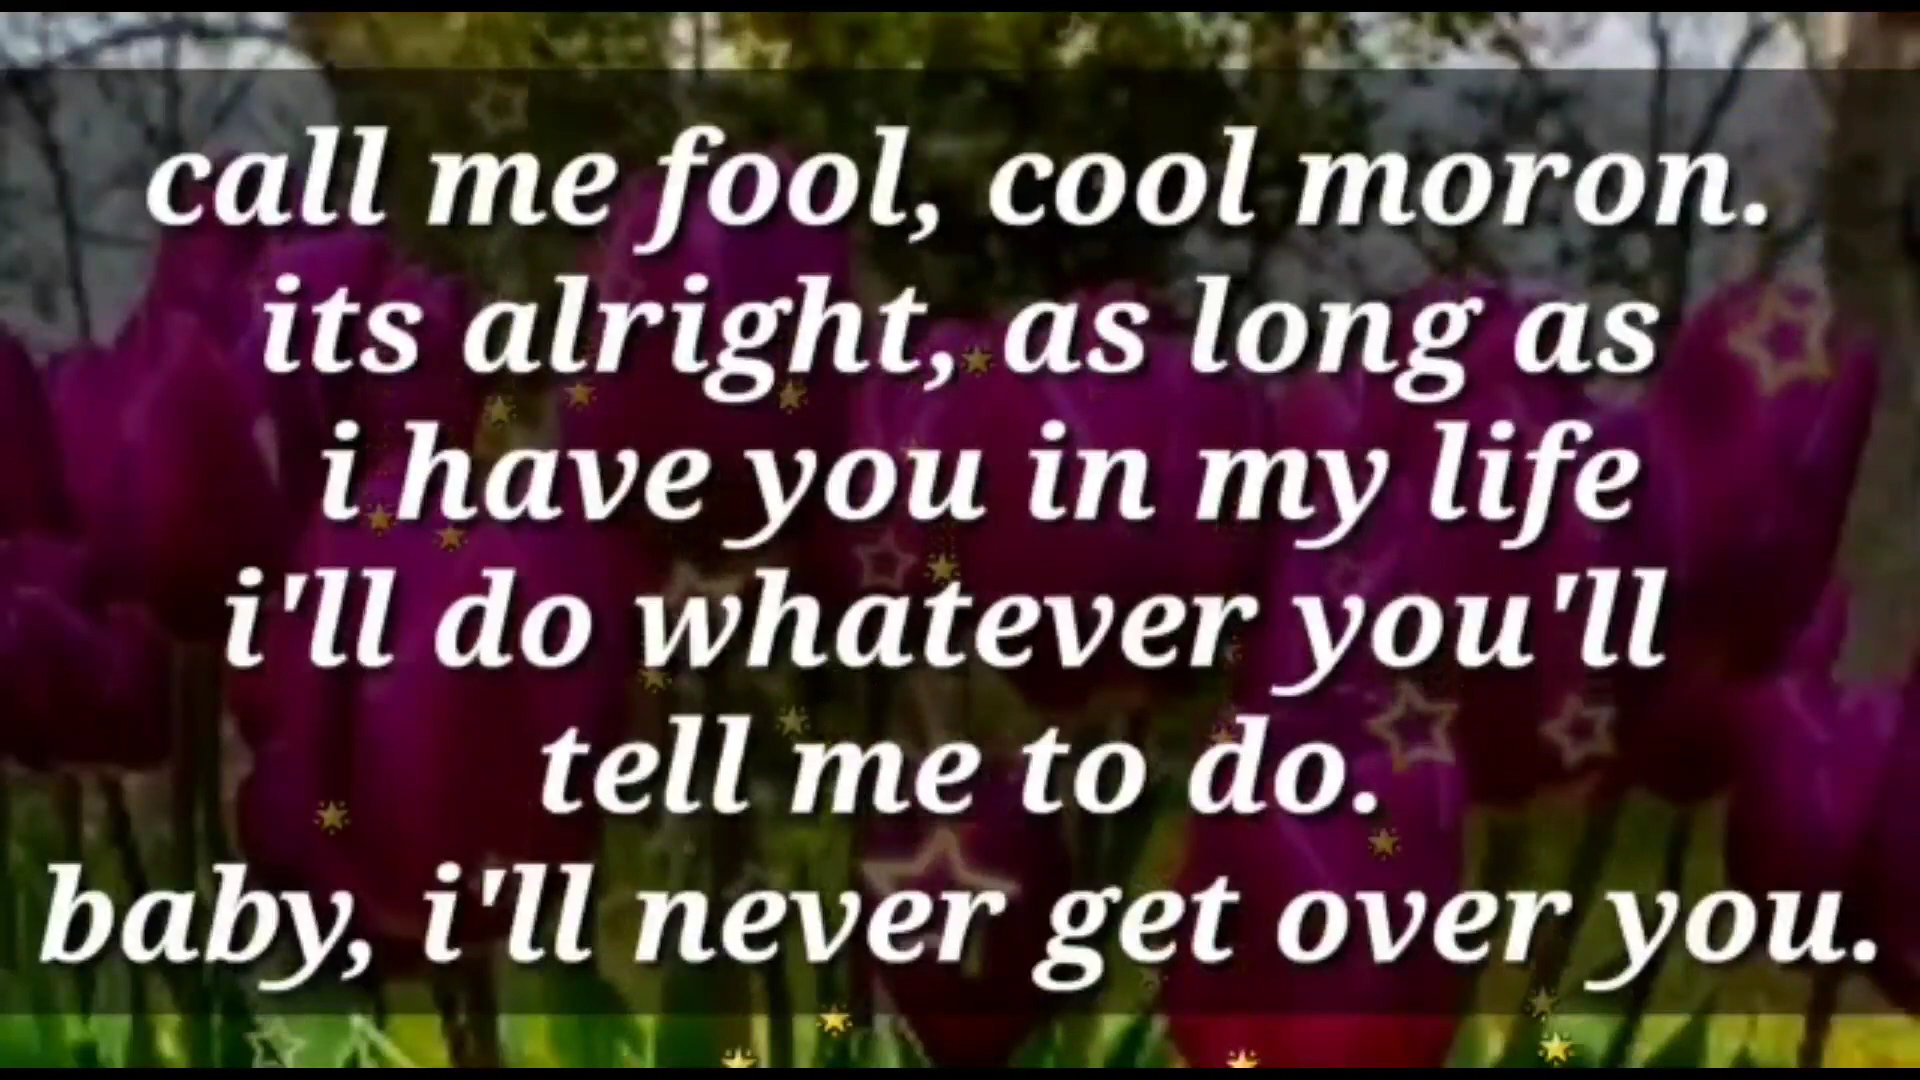 call me fool, cool moron.
its alright, as long as
i have you in my life
i'll do whatever you'll
tell me to do.
baby, i'll never get over you.